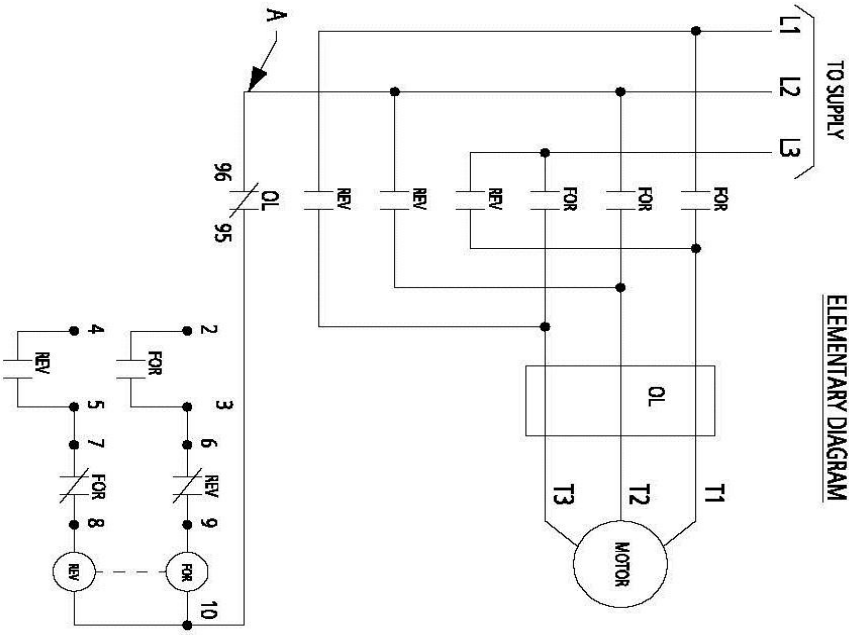 ELEMENTARY DIAGRAM
TO SUPPLY
L1
L2
L3
A
FOR
FOR
FOR
REV
REV
REV
OL
96
95
OL
T1
T2
T3
MOTOR
2
3
6
9
10
FOR
REV
FOR
4
5
7
8
REV
FOR
REV